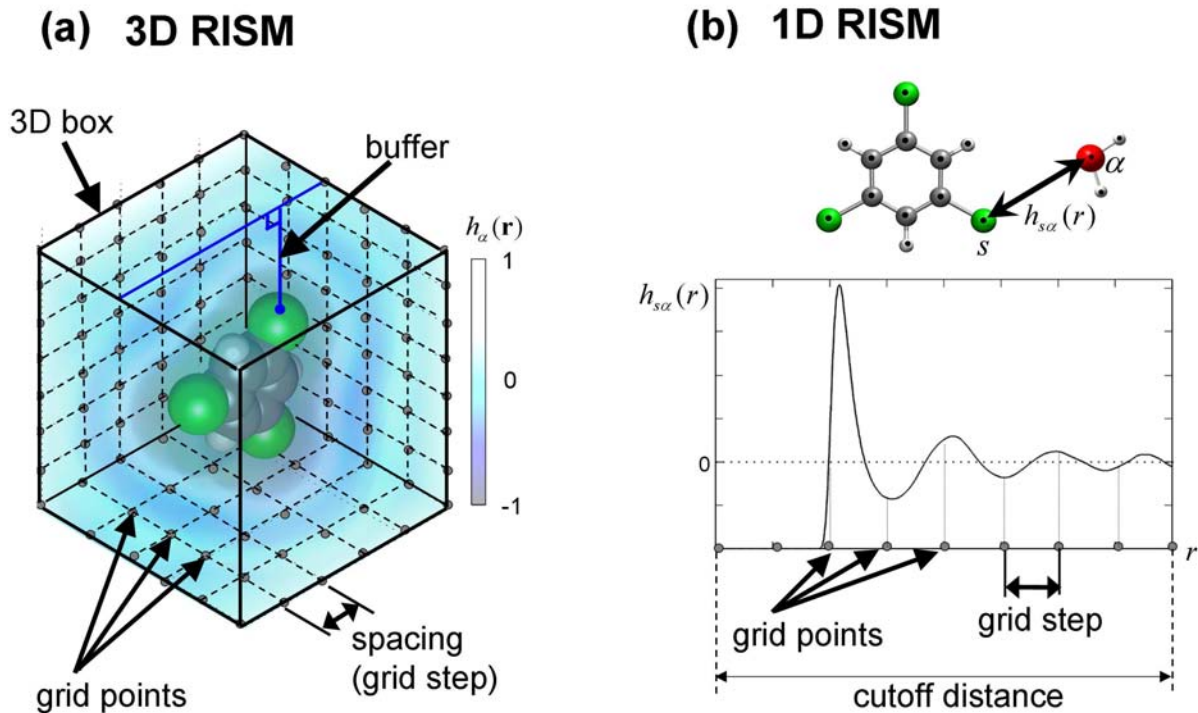 (a) 3D RISM
3D box
buffer
hα(r)
1
0
-1
grid points
spacing
(grid step)
(b) 1D RISM
α
hsα(r)
s
hsα(r)
0
r
grid points
grid step
cutoff distance